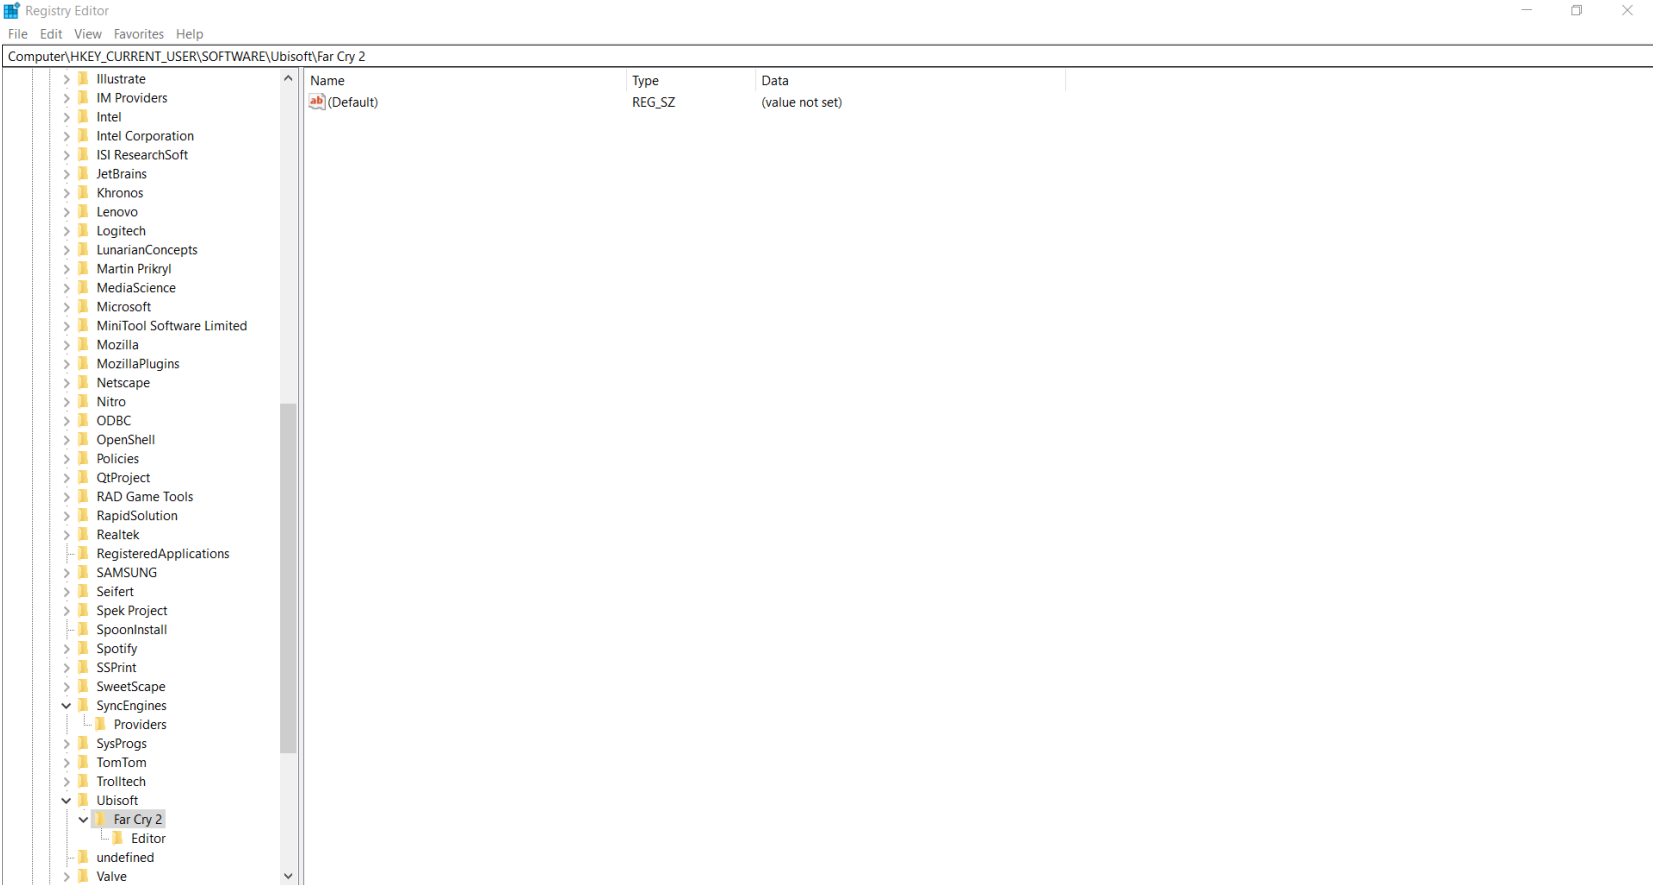 Registry Editor
File Edit View Favorites Help
Computer\HKEY_CURRENT_USER\SOFTWARE\Ubisoft\Far Cry 2
Illustrate
IM Providers
Intel
Intel Corporation
ISI ResearchSoft
JetBrains
Khronos
Lenovo
Logitech
LunarianConcepts
Martin Prikryl
MediaScience
Microsoft
MiniTool Software Limited
Mozilla
MozillaPlugins
Netscape
Nitro
ODBC
OpenShell
Policies
QtProject
RAD Game Tools
RapidSolution
Realtek
RegisteredApplications
SAMSUNG
Seifert
Spek Project
SpoonInstall
Spotify
SSPrint
SweetScape
SyncEngines
Providers
SysProgs
TomTom
Trolltech
Ubisoft
Far Cry 2
Editor
undefined
Valve
Name Type Data
ab (Default) REG_SZ (value not set)